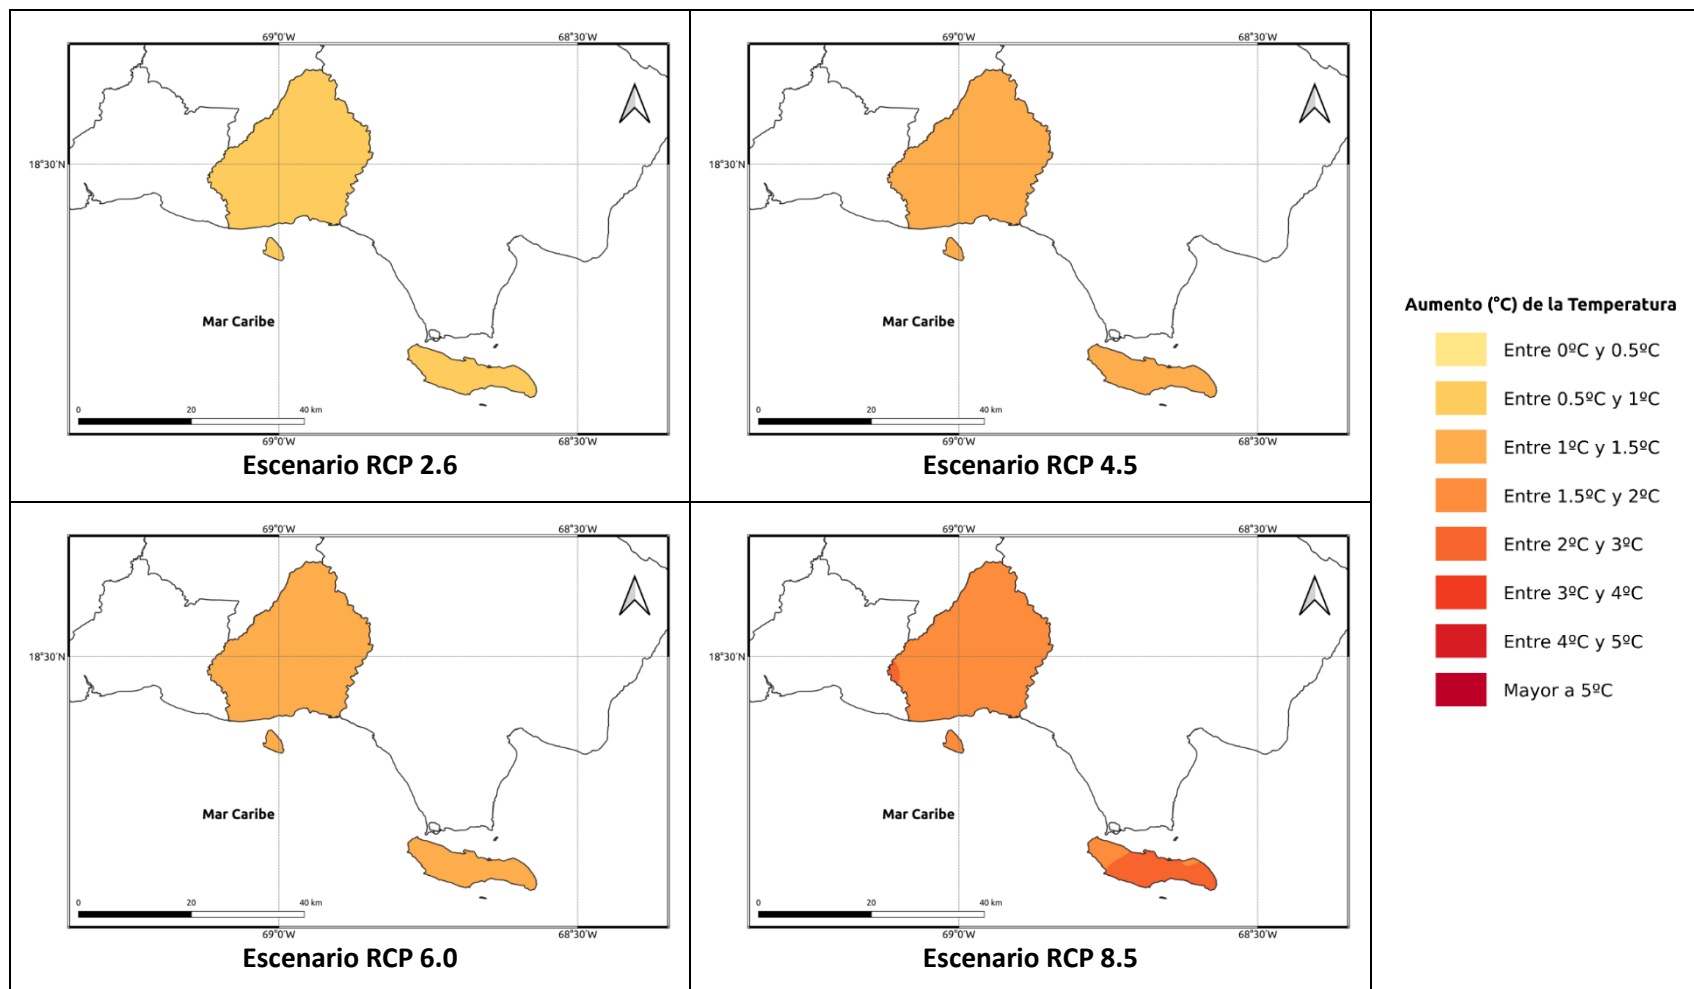 69°0'W 68°30'W
18°30'N
Mar Caribe
0 20 40 km
69°0'W 68°30'W
Escenario RCP 2.6
69°0'W 68°30'W
18°30'N
Mar Caribe
0 20 40 km
69°0'W 68°30'W
Escenario RCP 4.5
69°0'W 68°30'W
18°30'N
Mar Caribe
0 20 40 km
69°0'W 68°30'W
Escenario RCP 6.0
69°0'W 68°30'W
18°30'N
Mar Caribe
0 20 40 km
69°0'W 68°30'W
Escenario RCP 8.5
Aumento (°C) de la Temperatura
Entre 0ºC y 0.5ºC
Entre 0.5ºC y 1ºC
Entre 1ºC y 1.5ºC
Entre 1.5ºC y 2ºC
Entre 2ºC y 3ºC
Entre 3ºC y 4ºC
Entre 4ºC y 5ºC
Mayor a 5ºC